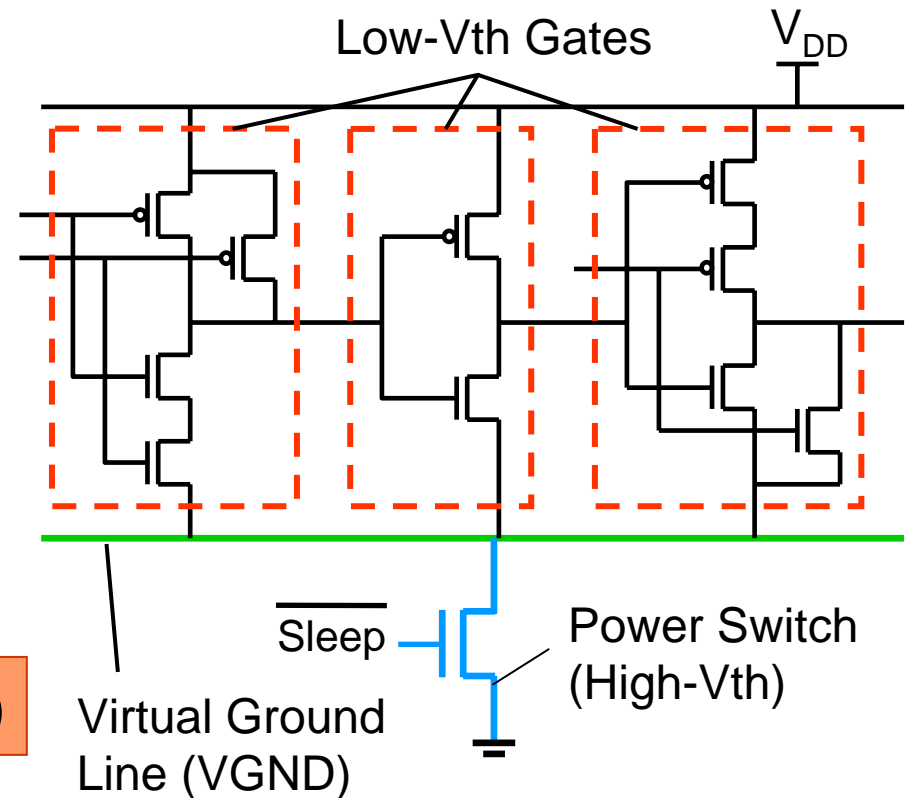 Low-Vth Gates
VDD
Sleep
Power Switch
(High-Vth)
)
Virtual Ground
Line (VGND)